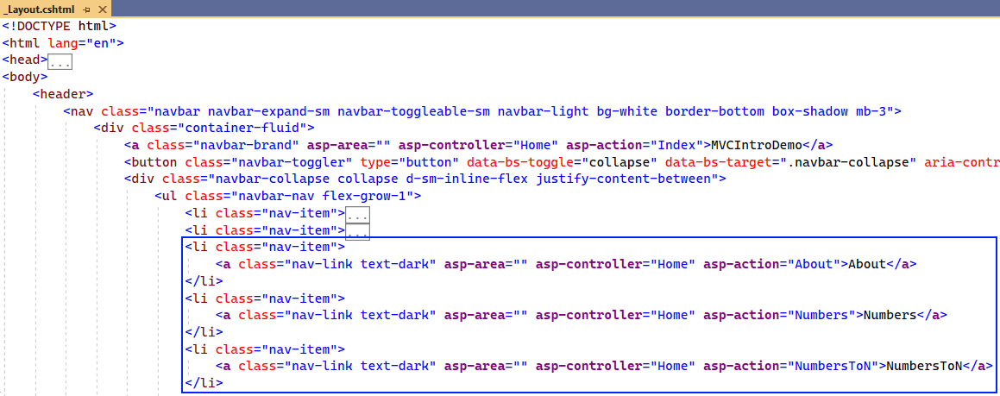 _Layout.cshtml
<!DOCTYPE html>
<html lang="en">
<head>...
<body>
<header>
<nav class="navbar navbar-expand-sm navbar-toggleable-sm navbar-light bg-white border-bottom box-shadow mb-3">
<div class="container-fluid">
<a class="navbar-brand" asp-area="" asp-controller="Home" asp-action="Index">MVCIntroDemo</a>
<button class="navbar-toggler" type="button" data-bs-toggle="collapse" data-bs-target=".navbar-collapse" aria-contr
<div class="navbar-collapse collapse d-sm-inline-flex justify-content-between">
<ul class="navbar-nav flex-grow-1">
<li class="nav-item">...
<li class="nav-item">...
<li class="nav-item">
<a class="nav-link text-dark" asp-area="" asp-controller="Home" asp-action="About">About</a>
</li>
<li class="nav-item">
<a class="nav-link text-dark" asp-area="" asp-controller="Home" asp-action="Numbers">Numbers</a>
</li>
<li class="nav-item">
<a class="nav-link text-dark" asp-area="" asp-controller="Home" asp-action="NumbersToN">NumbersToN</a>
</li>